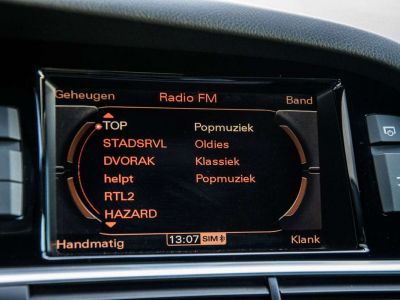 Geheugen Radio FM Band
TOP Popmuziek
STADSRVL Oldies
DVORAK Klassiek
helpt Popmuziek
RTL2
HAZARD
Handmatig 13:07 SIM Klank